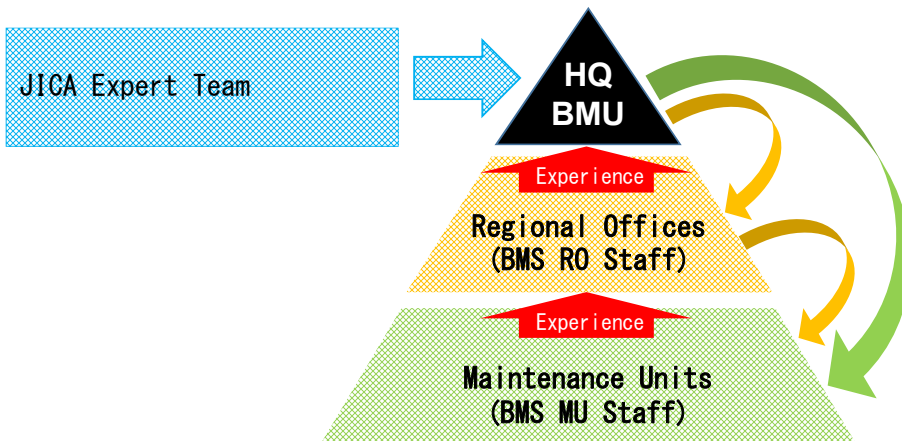 JICA Expert Team
HQ
BMU
Experience
Regional Offices
(BMS RO Staff)
Experience
Maintenance Units
(BMS MU Staff)